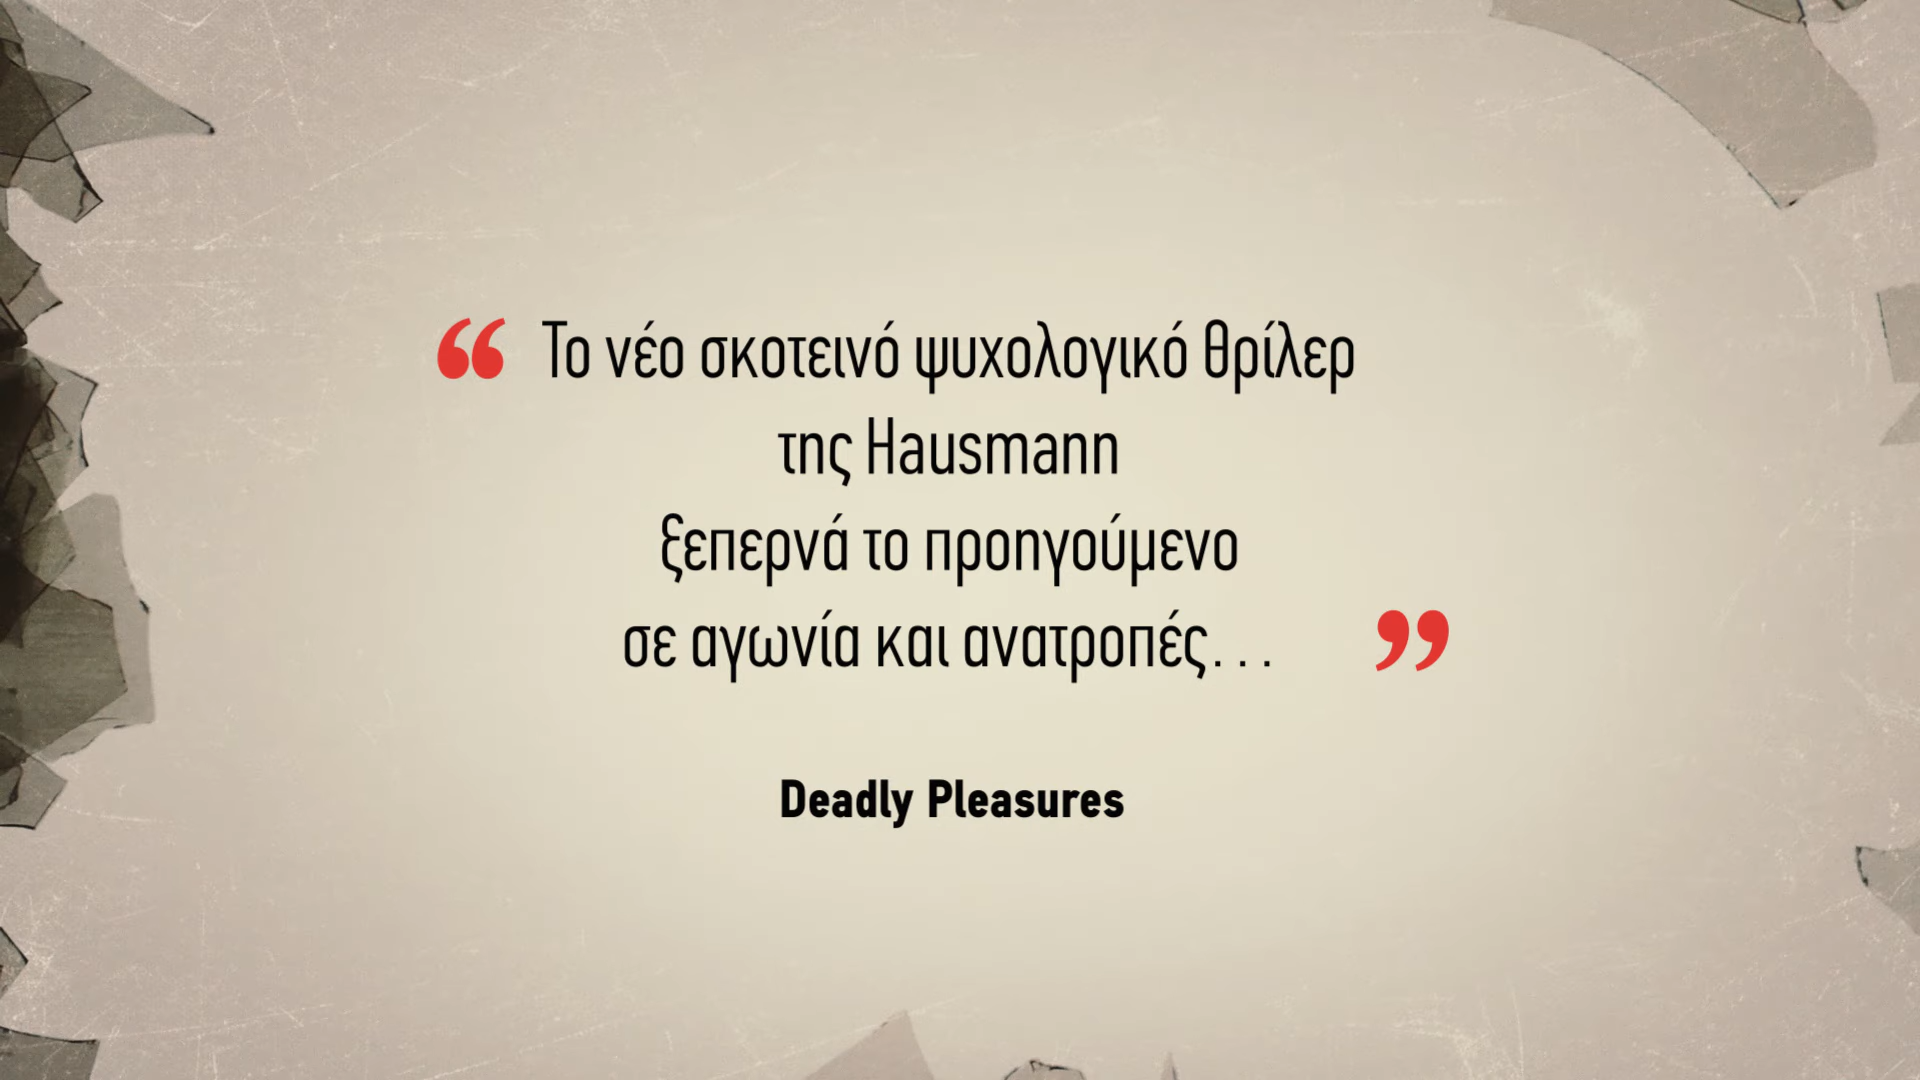 “ Το νέο σκοτεινό ψυχολογικό θρίλερ
της Hausmann
ξεπερνά το προηγούμενο
σε αγωνία και ανατροπές... ”
Deadly Pleasures